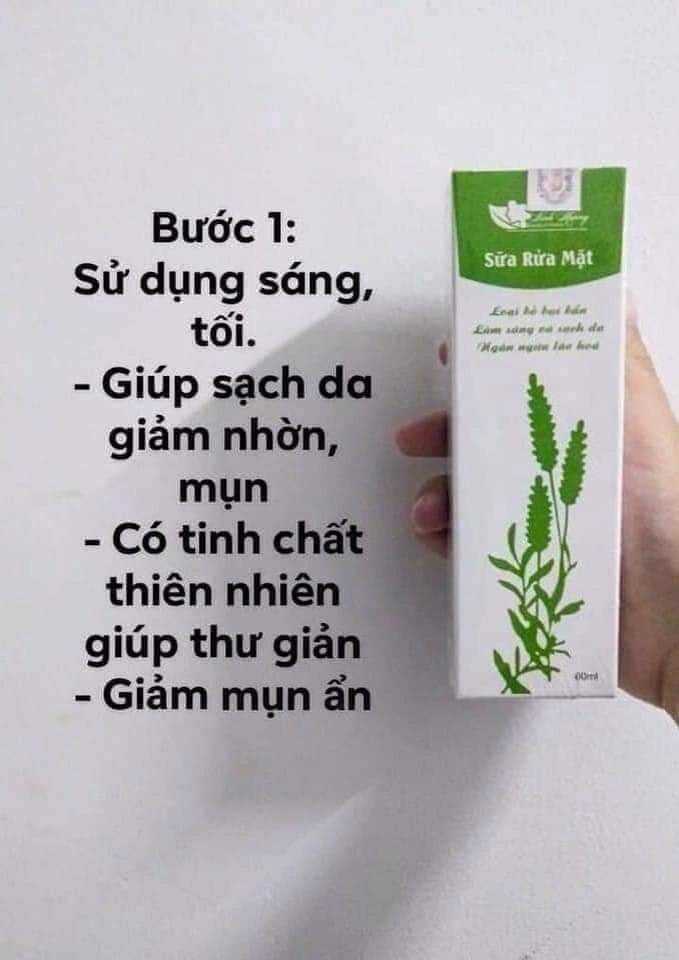 Bước 1:
Sử dụng sáng,
tối.
- Giúp sạch da
giảm nhờn,
mụn
- Có tinh chất
thiên nhiên
giúp thư giản
- Giảm mụn ẩn
Linh Hương
Sữa Rửa Mặt
Loại bỏ bụi bẩn
Làm sáng và sạch da
Ngăn ngừa lão hoá
60ml